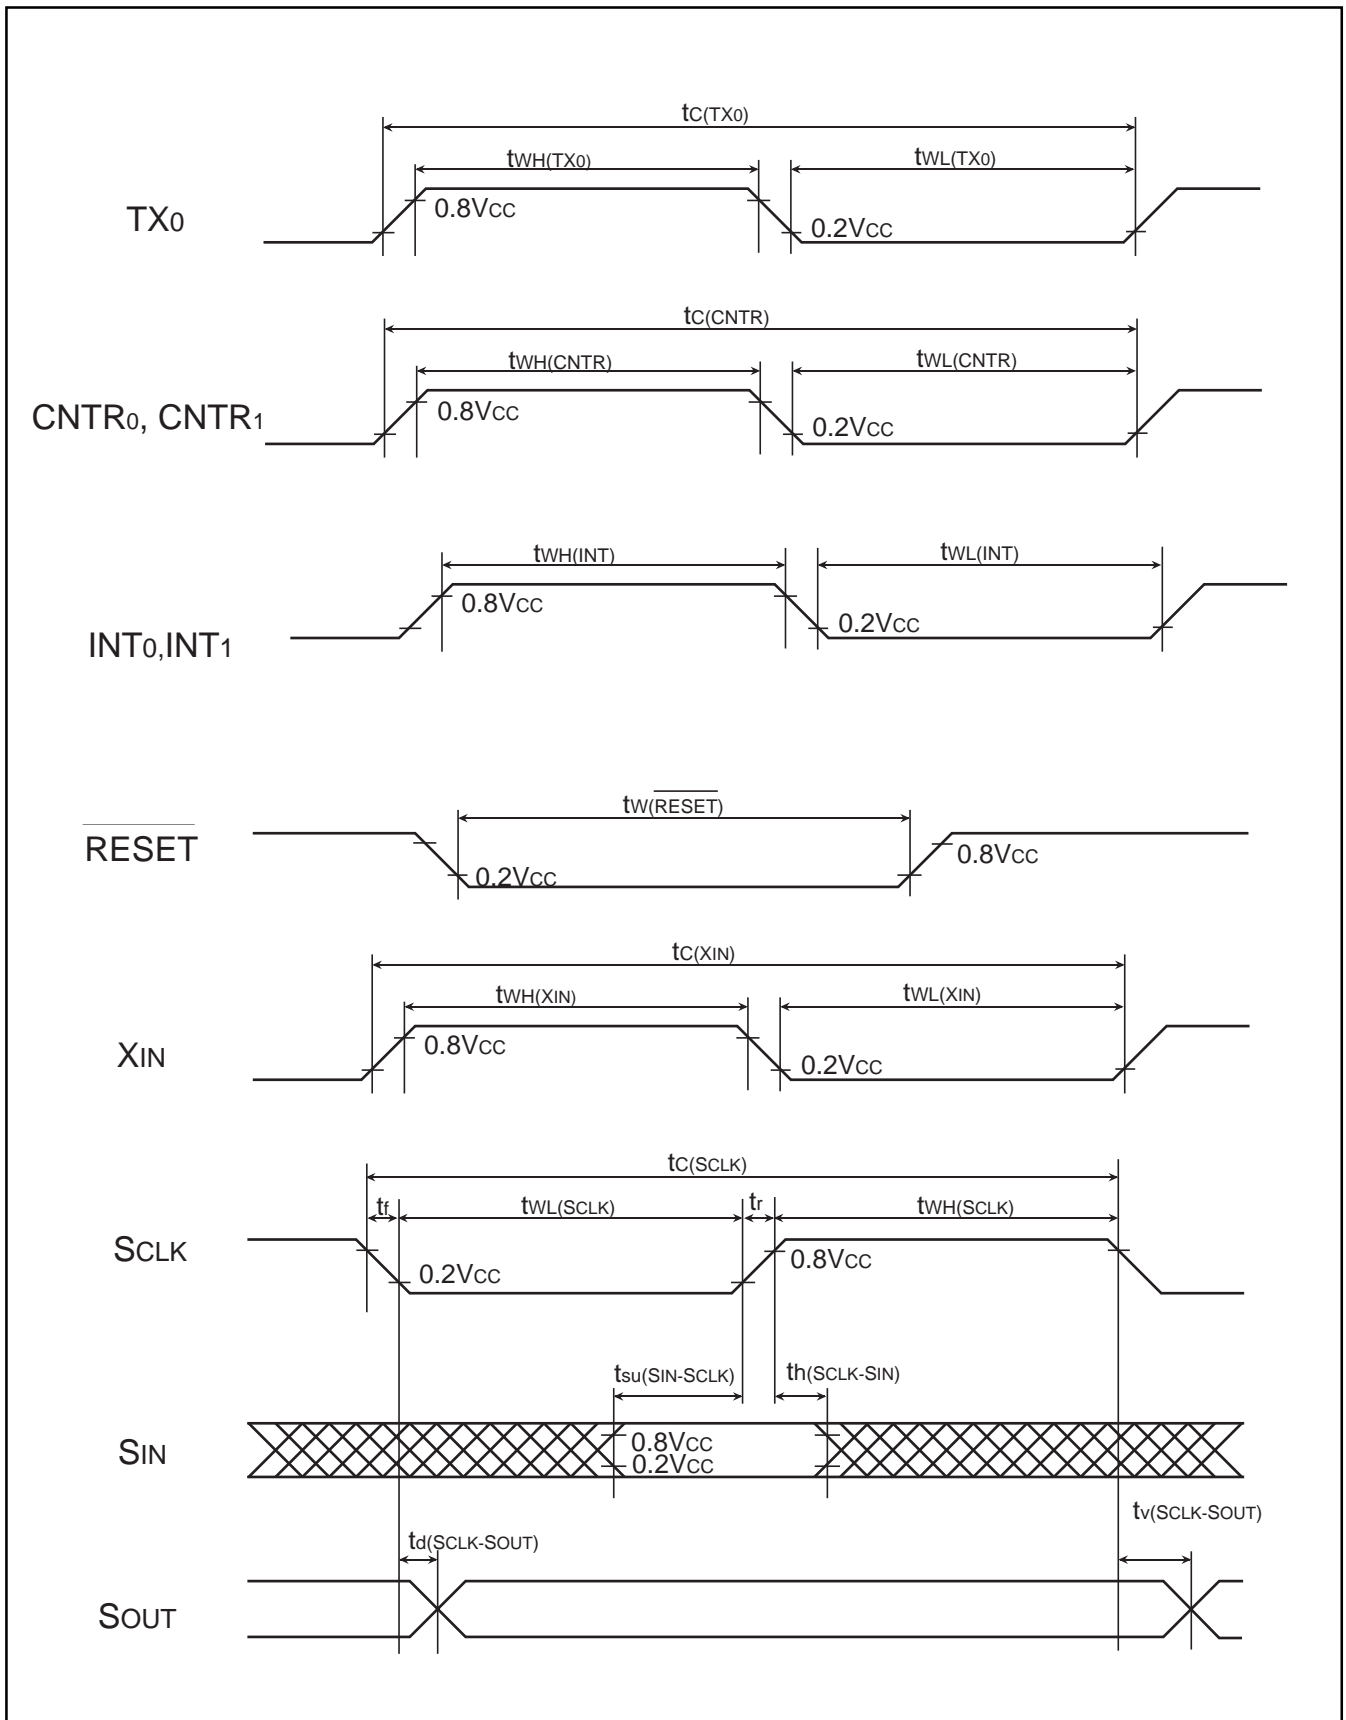 tC(TX0)
tWH(TX0)
tWL(TX0)
TX0
0.8VCC
0.2VCC
tC(CNTR)
tWH(CNTR)
tWL(CNTR)
CNTR0, CNTR1
0.8VCC
0.2VCC
tWH(INT)
tWL(INT)
INT0,INT1
0.8VCC
0.2VCC
tW(RESET)
RESET
0.2VCC
0.8VCC
tC(XIN)
tWH(XIN)
tWL(XIN)
XIN
0.8VCC
0.2VCC
tC(SCLK)
tf
tWL(SCLK)
tr
tWH(SCLK)
SCLK
0.2VCC
0.8VCC
tsu(SIN-SCLK)
th(SCLK-SIN)
SIN
0.8VCC
0.2VCC
td(SCLK-SOUT)
tv(SCLK-SOUT)
SOUT